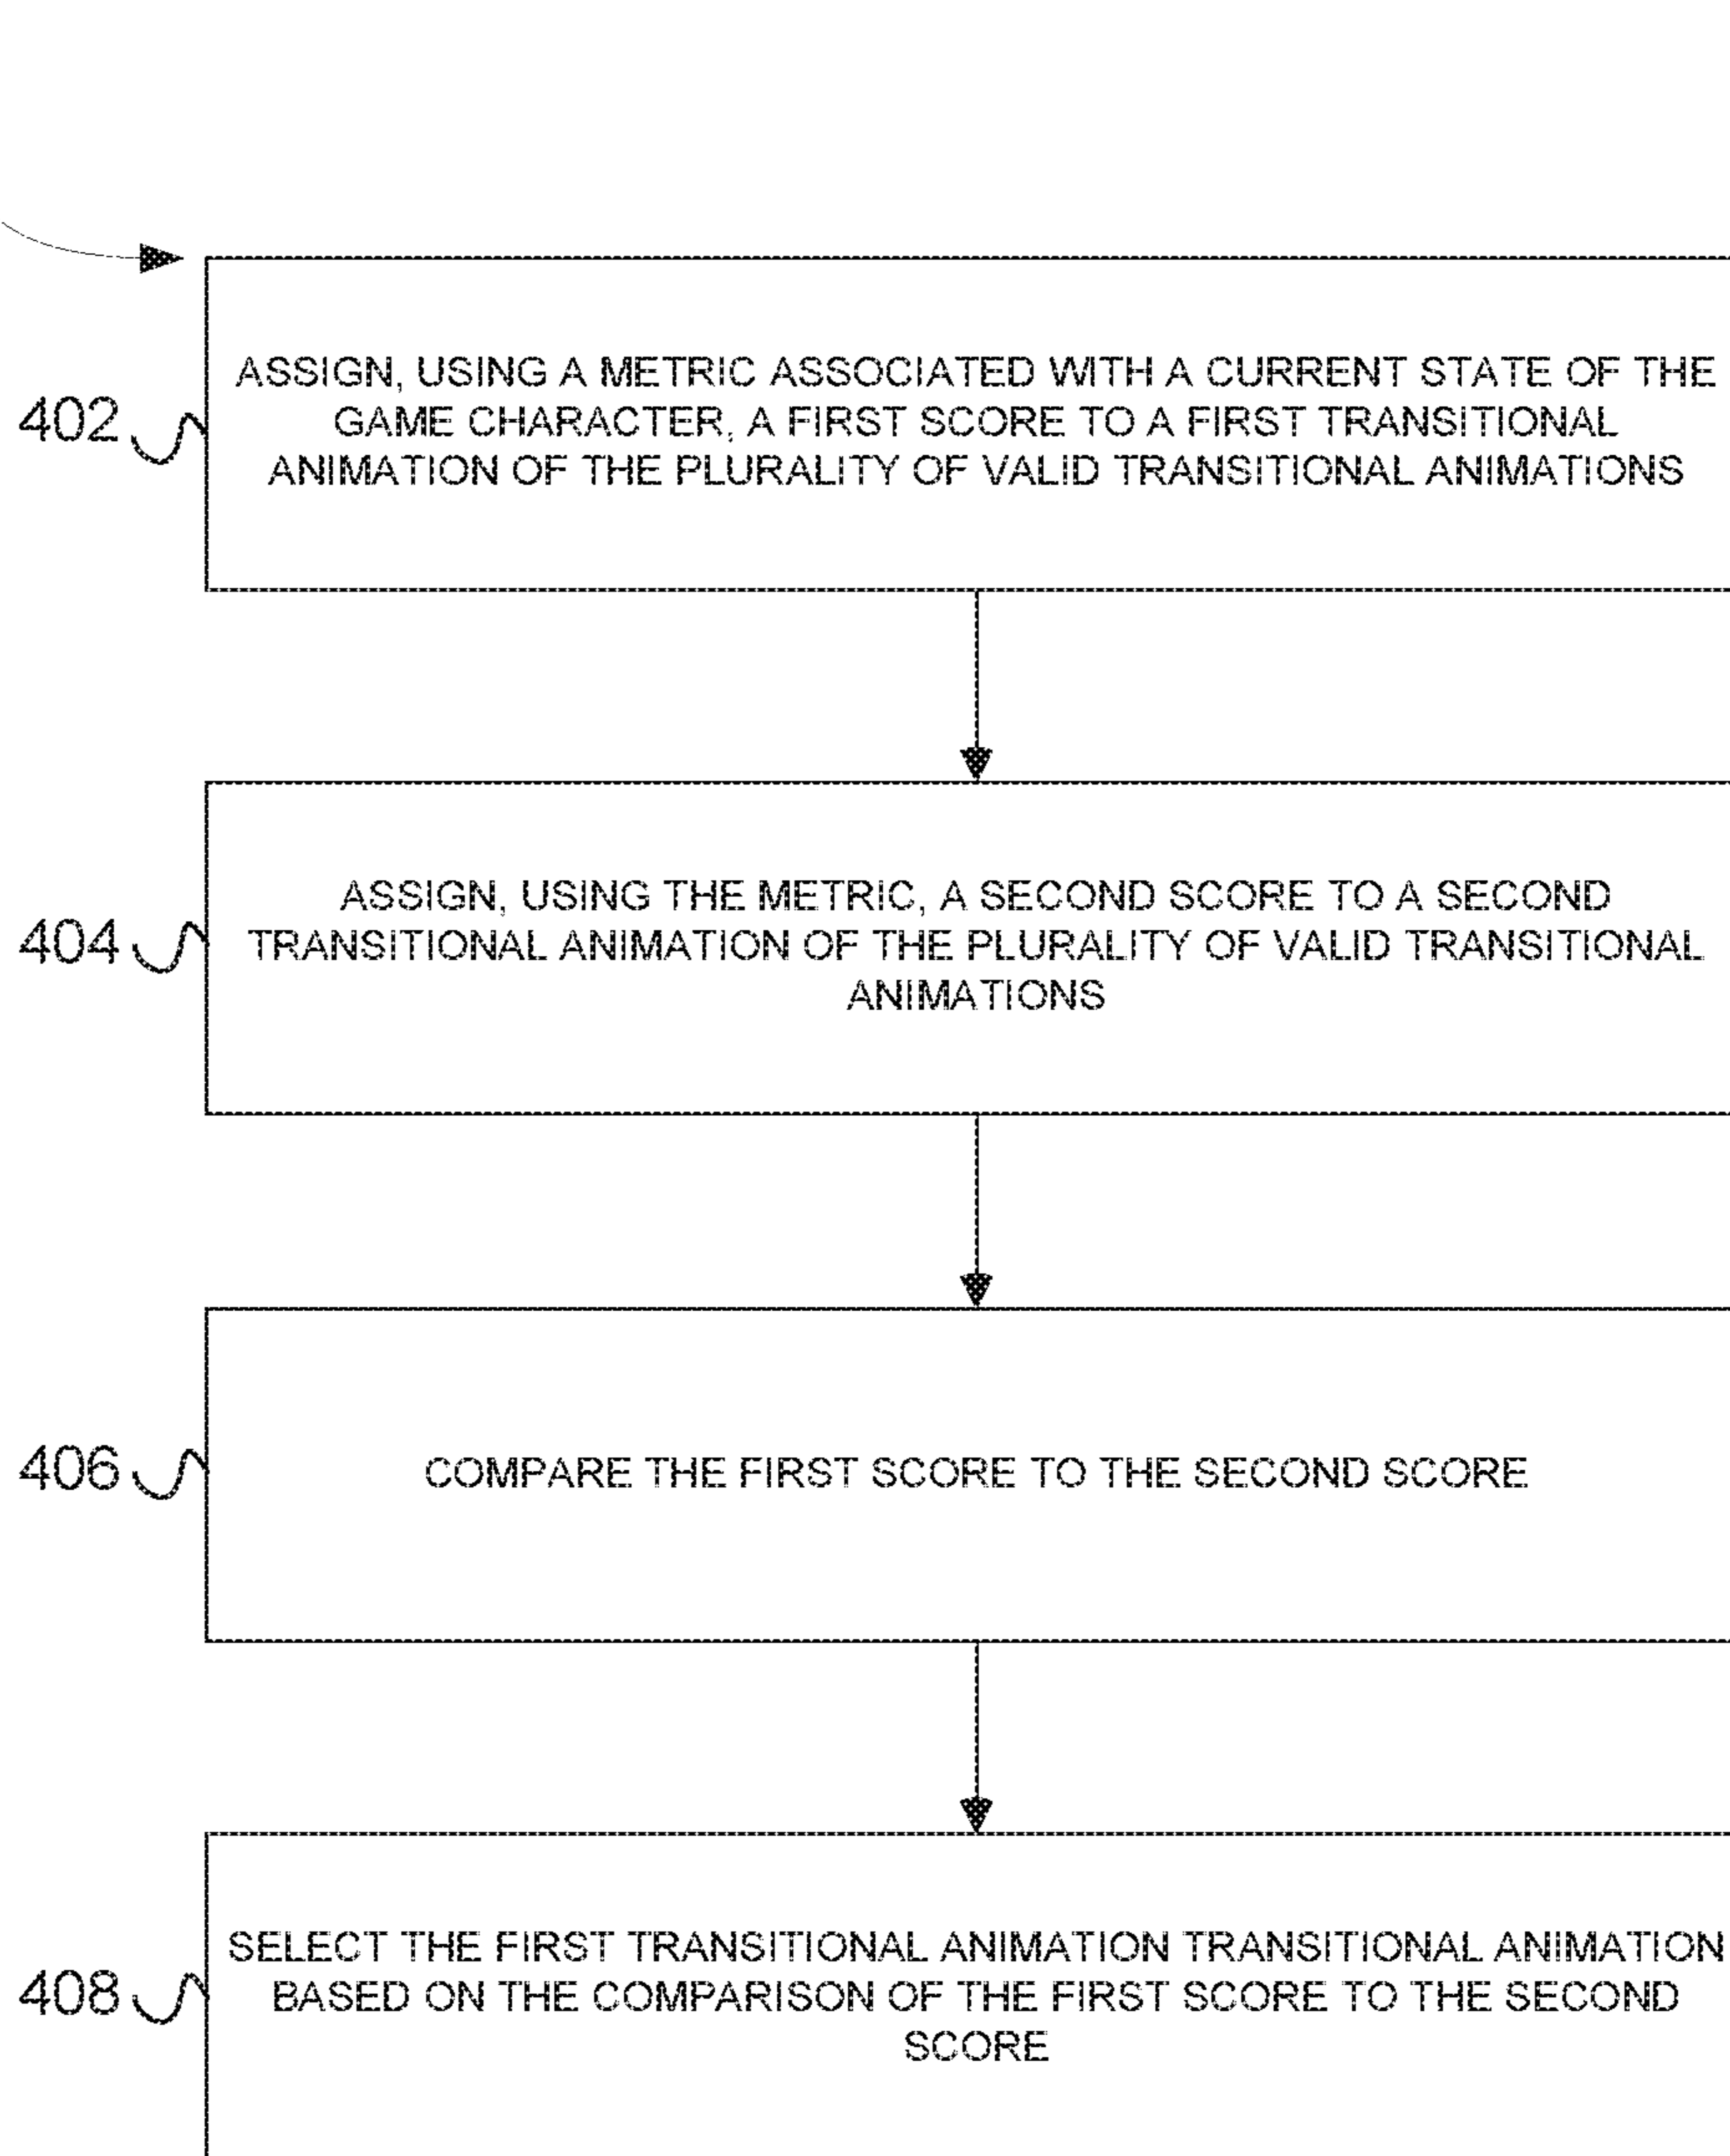 402
ASSIGN, USING A METRIC ASSOCIATED WITH A CURRENT STATE OF THE
GAME CHARACTER, A FIRST SCORE TO A FIRST TRANSITIONAL
ANIMATION OF THE PLURALITY OF VALID TRANSITIONAL ANIMATIONS
404
ASSIGN, USING THE METRIC, A SECOND SCORE TO A SECOND
TRANSITIONAL ANIMATION OF THE PLURALITY OF VALID TRANSITIONAL
ANIMATIONS
406
COMPARE THE FIRST SCORE TO THE SECOND SCORE
408
SELECT THE FIRST TRANSITIONAL ANIMATION TRANSITIONAL ANIMATION
BASED ON THE COMPARISON OF THE FIRST SCORE TO THE SECOND
SCORE